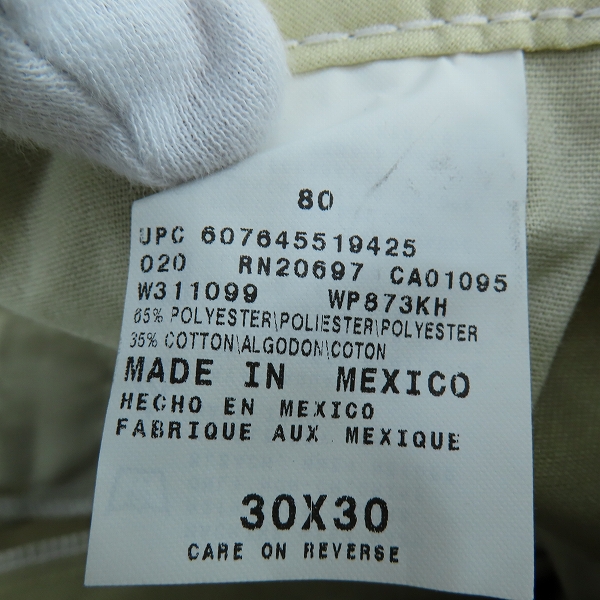 80
UPC 607645519425
020 RN20697 CA01095
W311099 WP873KH
65% POLYESTER\POLIESTER\POLYESTER
35% COTTON\ALGODON\COTON
MADE IN MEXICO
HECHO EN MEXICO
FABRIQUE AUX MEXIQUE
30X30
CARE ON REVERSE